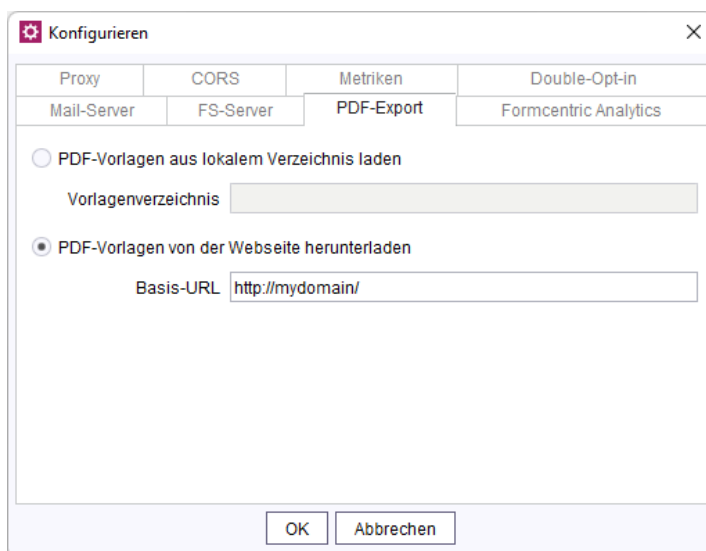 Konfigurieren
Proxy CORS Metriken Double-Opt-in
Mail-Server FS-Server PDF-Export Formcentric Analytics
PDF-Vorlagen aus lokalem Verzeichnis laden
Vorlagenverzeichnis
PDF-Vorlagen von der Webseite herunterladen
Basis-URL http://mydomain/
OK Abbrechen